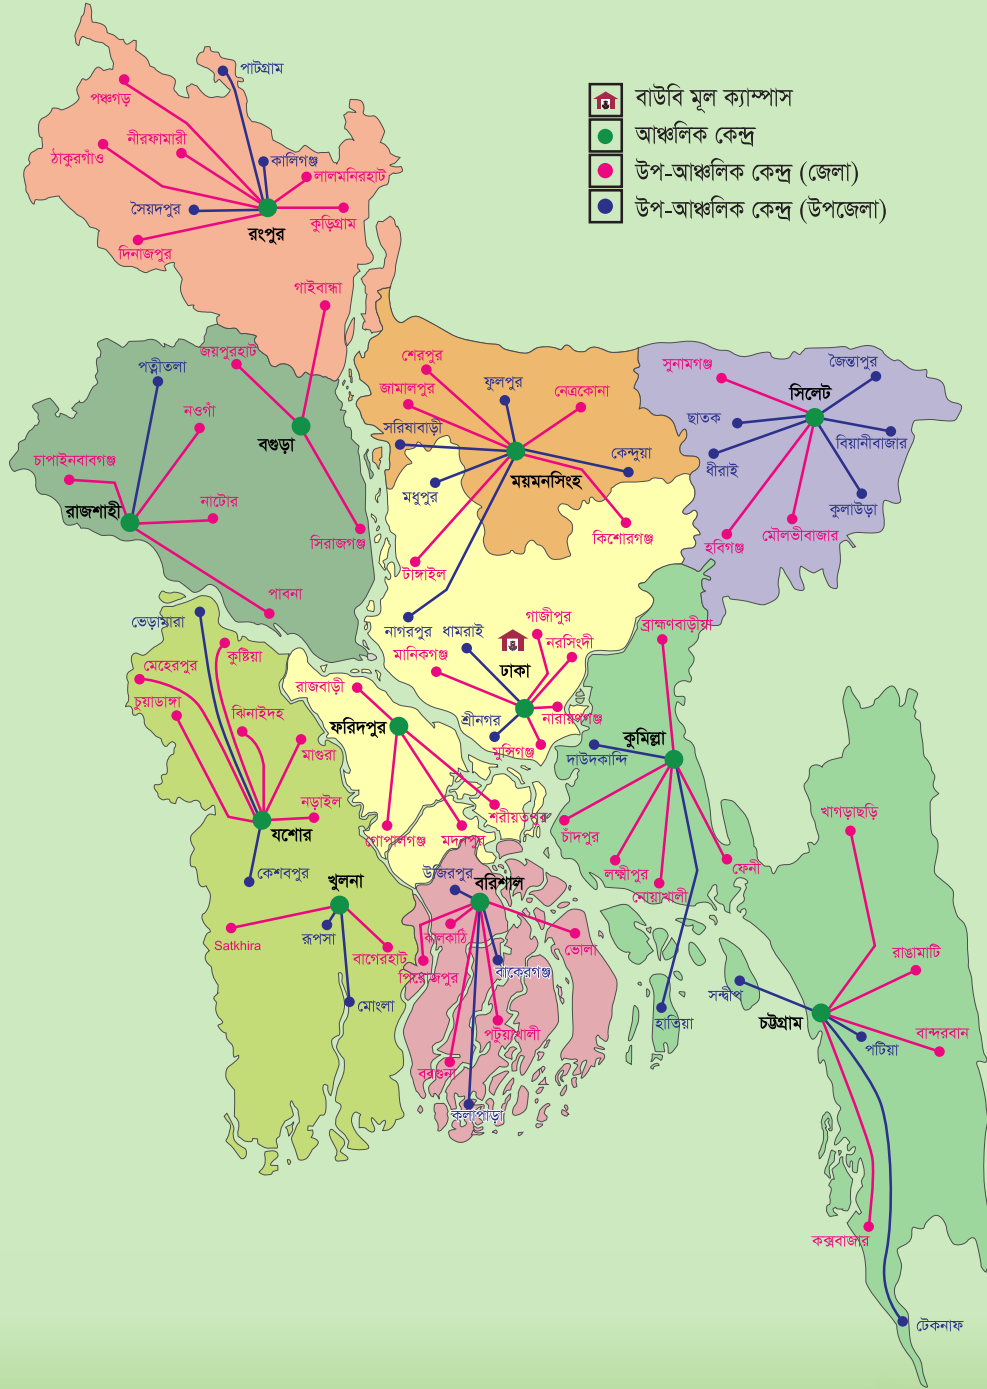 বাউবি মূল ক্যাম্পাস
আঞ্চলিক কেন্দ্র
উপ-আঞ্চলিক কেন্দ্র (জেলা)
উপ-আঞ্চলিক কেন্দ্র (উপজেলা)
পাটগ্রাম
পঞ্চগড়
নীরফামারী
ঠাকুরগাঁও
কালিগঞ্জ
লালমনিরহাট
সৈয়দপুর
কুড়িগ্রাম
রংপুর
দিনাজপুর
গাইবান্ধা
জয়পুরহাট
পত্নীতলা
নওগাঁ
বগুড়া
চাপাইনবাবগঞ্জ
নাটোর
রাজশাহী
সিরাজগঞ্জ
পাবনা
শেরপুর
জামালপুর
ফুলপুর
নেত্রকোনা
সরিষাবাড়ী
কেন্দুয়া
ময়মনসিংহ
মধুপুর
কিশোরগঞ্জ
টাঙ্গাইল
নাগরপুর
সুনামগঞ্জ
জৈন্তাপুর
সিলেট
ছাতক
বিয়ানীবাজার
ধীরাই
কুলাউড়া
হবিগঞ্জ
মৌলভীবাজার
ধামরাই
গাজীপুর
নরসিংদী
মানিকগঞ্জ
ঢাকা
শ্রীনগর
নারায়ণগঞ্জ
মুন্সিগঞ্জ
ব্রাহ্মণবাড়ীয়া
কুমিল্লা
দাউদকান্দি
চাঁদপুর
লক্ষ্মীপুর
নোয়াখালী
ফেনী
হাতিয়া
ভেড়ামারা
কুষ্টিয়া
মেহেরপুর
চুয়াডাঙ্গা
ঝিনাইদহ
মাগুরা
নড়াইল
যশোর
কেশবপুর
রাজবাড়ী
ফরিদপুর
শরীয়তপুর
গোপালগঞ্জ
মদনপুর
খুলনা
Satkhira
রূপসা
বাগেরহাট
মোংলা
উজিরপুর
বরিশাল
ঝালকাঠি
ভোলা
পিরোজপুর
বাকেরগঞ্জ
পটুয়াখালী
বরগুনা
কলাপাড়া
খাগড়াছড়ি
রাঙামাটি
সন্দ্বীপ
চট্টগ্রাম
পটিয়া
বান্দরবান
কক্সবাজার
টেকনাফ